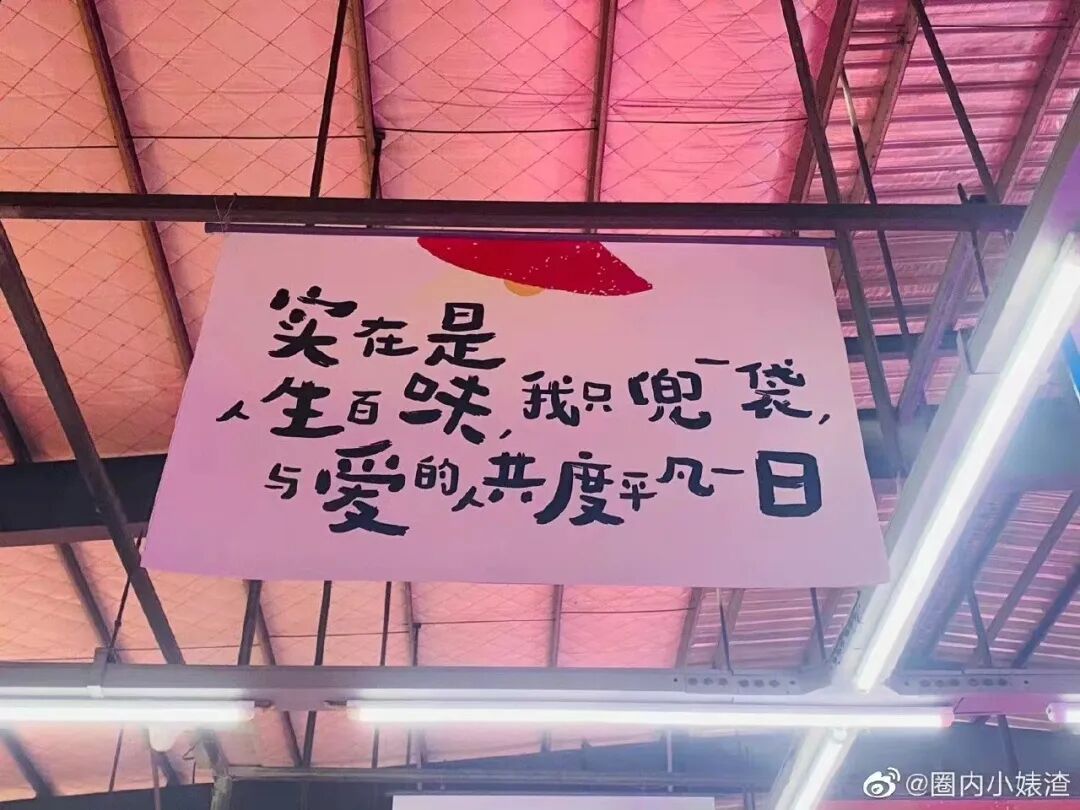 实在是
人生百味,我只兜一袋,
与爱的人共度平凡一日
@圈内小婊渣